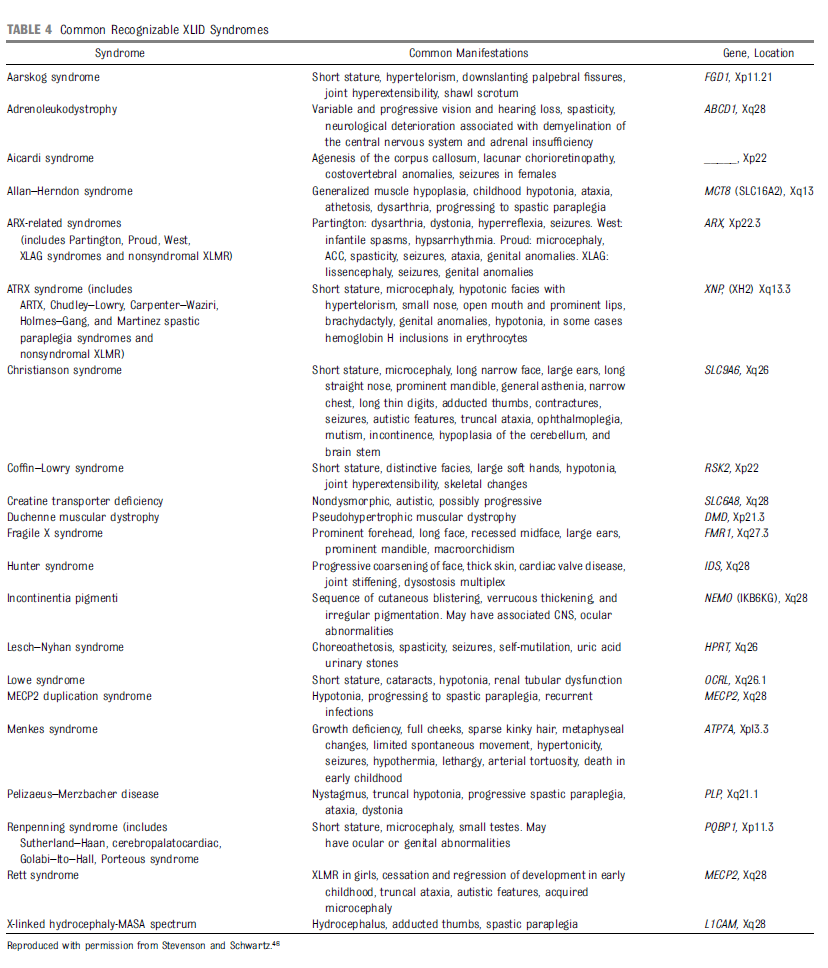 TABLE 4 Common Recognizable XLID Syndromes
Syndrome Common Manifestations Gene, Location
Aarskog syndrome Short stature, hypertelorism, downslanting palpebral fissures, FGD1, Xp11.21
joint hyperextensibility, shawl scrotum
Adrenoleukodystrophy Variable and progressive vision and hearing loss, spasticity, ABCD1, Xq28
neurological deterioration associated with demyelination of
the central nervous system and adrenal insufficiency
Aicardi syndrome Agenesis of the corpus callosum, lacunar chorioretinopathy, _____, Xp22
costovertebral anomalies, seizures in females
Allan–Herndon syndrome Generalized muscle hypoplasia, childhood hypotonia, ataxia, MCT8 (SLC16A2), Xq13
athetosis, dysarthria, progressing to spastic paraplegia
ARX-related syndromes Partington: dysarthria, dystonia, hyperreflexia, seizures. West: ARX, Xp22.3
(includes Partington, Proud, West, infantile spasms, hypsarrhythmia. Proud: microcephaly,
XLAG syndromes and nonsyndromal XLMR) ACC, spasticity, seizures, ataxia, genital anomalies. XLAG:
lissencephaly, seizures, genital anomalies
ATRX syndrome (includes Short stature, microcephaly, hypotonic facies with XNP, (XH2) Xq13.3
ARTX, Chudley–Lowry, Carpenter–Waziri, hypertelorism, small nose, open mouth and prominent lips,
Holmes–Gang, and Martinez spastic brachydactyly, genital anomalies, hypotonia, in some cases
paraplegia syndromes and hemoglobin H inclusions in erythrocytes
nonsyndromal XLMR)
Christianson syndrome Short stature, microcephaly, long narrow face, large ears, long SLC9A6, Xq26
straight nose, prominent mandible, general asthenia, narrow
chest, long thin digits, adducted thumbs, contractures,
seizures, autistic features, truncal ataxia, ophthalmoplegia,
mutism, incontinence, hypoplasia of the cerebellum, and
brain stem
Coffin–Lowry syndrome Short stature, distinctive facies, large soft hands, hypotonia, RSK2, Xp22
joint hyperextensibility, skeletal changes
Creatine transporter deficiency Nondysmorphic, autistic, possibly progressive SLC6A8, Xq28
Duchenne muscular dystrophy Pseudohypertrophic muscular dystrophy DMD, Xp21.3
Fragile X syndrome Prominent forehead, long face, recessed midface, large ears, FMR1, Xq27.3
prominent mandible, macroorchidism
Hunter syndrome Progressive coarsening of face, thick skin, cardiac valve disease, IDS, Xq28
joint stiffening, dysostosis multiplex
Incontinentia pigmenti Sequence of cutaneous blistering, verrucous thickening, and NEMO (IKB6KG), Xq28
irregular pigmentation. May have associated CNS, ocular
abnormalities
Lesch–Nyhan syndrome Choreoathetosis, spasticity, seizures, self-mutilation, uric acid HPRT, Xq26
urinary stones
Lowe syndrome Short stature, cataracts, hypotonia, renal tubular dysfunction OCRL, Xq26.1
MECP2 duplication syndrome Hypotonia, progressing to spastic paraplegia, recurrent MECP2, Xq28
infections
Menkes syndrome Growth deficiency, full cheeks, sparse kinky hair, metaphyseal ATP7A, Xpl3.3
changes, limited spontaneous movement, hypertonicity,
seizures, hypothermia, lethargy, arterial tortuosity, death in
early childhood
Pelizaeus–Merzbacher disease Nystagmus, truncal hypotonia, progressive spastic paraplegia, PLP, Xq21.1
ataxia, dystonia
Renpenning syndrome (includes Short stature, microcephaly, small testes. May PQBP1, Xp11.3
Sutherland–Haan, cerebropalatocardiac, have ocular or genital abnormalities
Golabi–Ito–Hall, Porteous syndrome
Rett syndrome XLMR in girls, cessation and regression of development in early MECP2, Xq28
childhood, truncal ataxia, autistic features, acquired
microcephaly
X-linked hydrocephaly-MASA spectrum Hydrocephalus, adducted thumbs, spastic paraplegia L1CAM, Xq28
Reproduced with permission from Stevenson and Schwartz.46